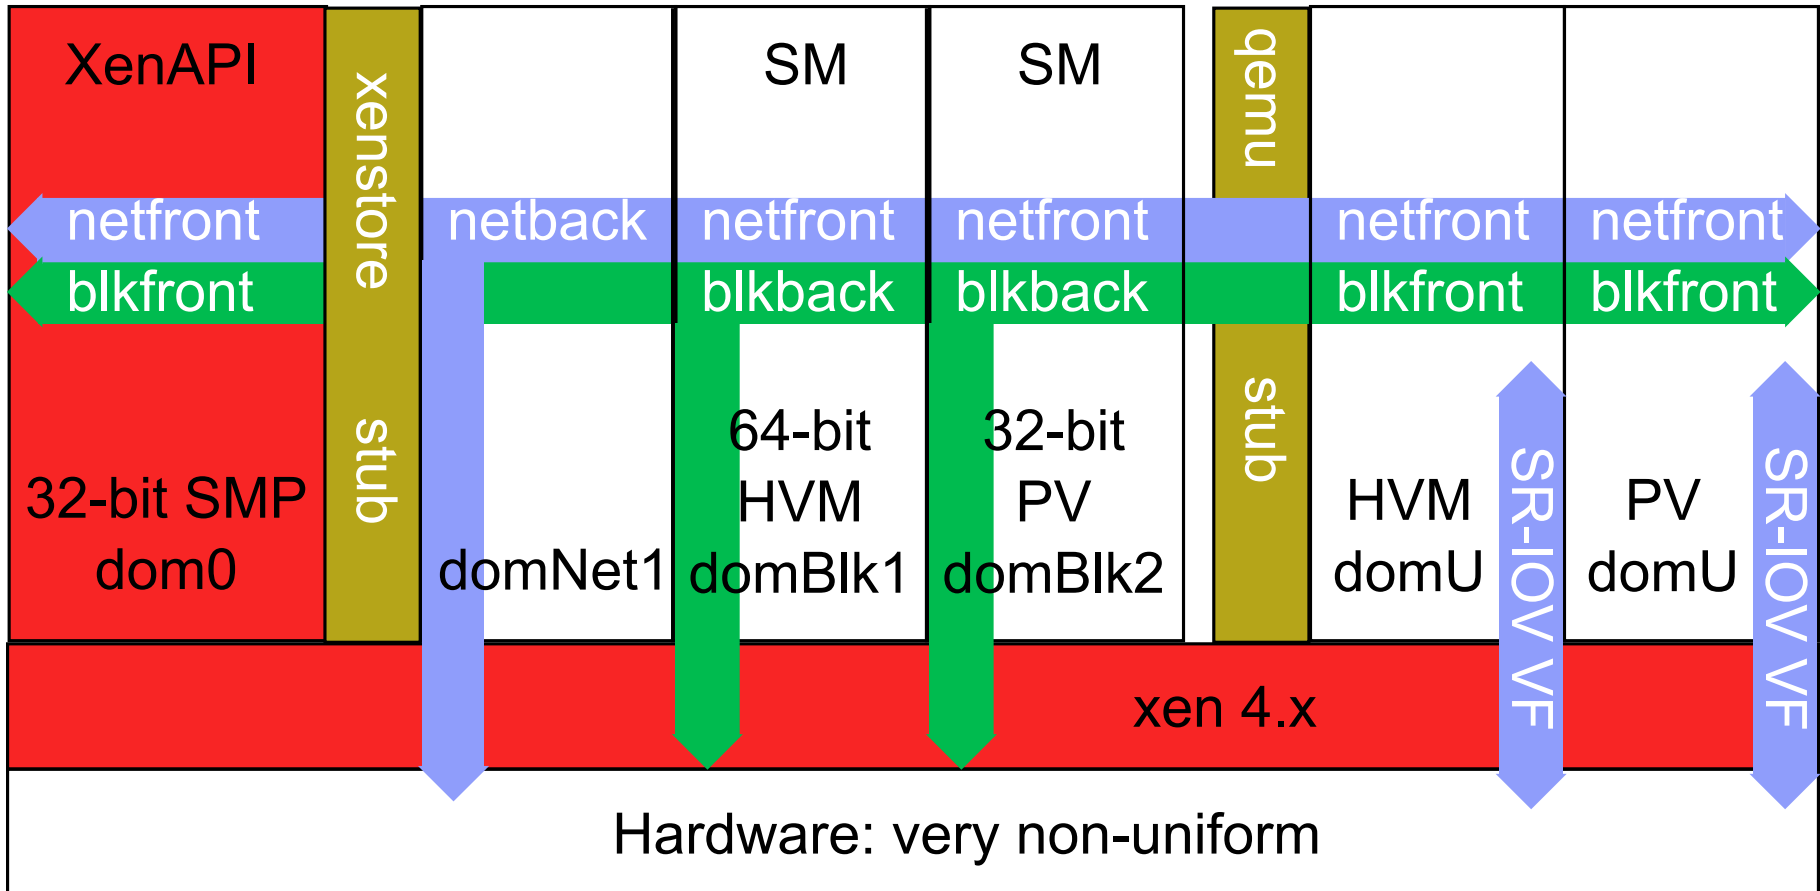 XenAPI
SM
SM
xenstore
stub
qemu
stub
netfront
netback
netfront
netfront
netfront
netfront
blkfront
blkback
blkback
blkfront
blkfront
32-bit SMP
dom0
domNet1
64-bit
HVM
domBlk1
32-bit
PV
domBlk2
HVM
domU
SR-IOV VF
PV
domU
SR-IOV VF
xen 4.x
Hardware: very non-uniform